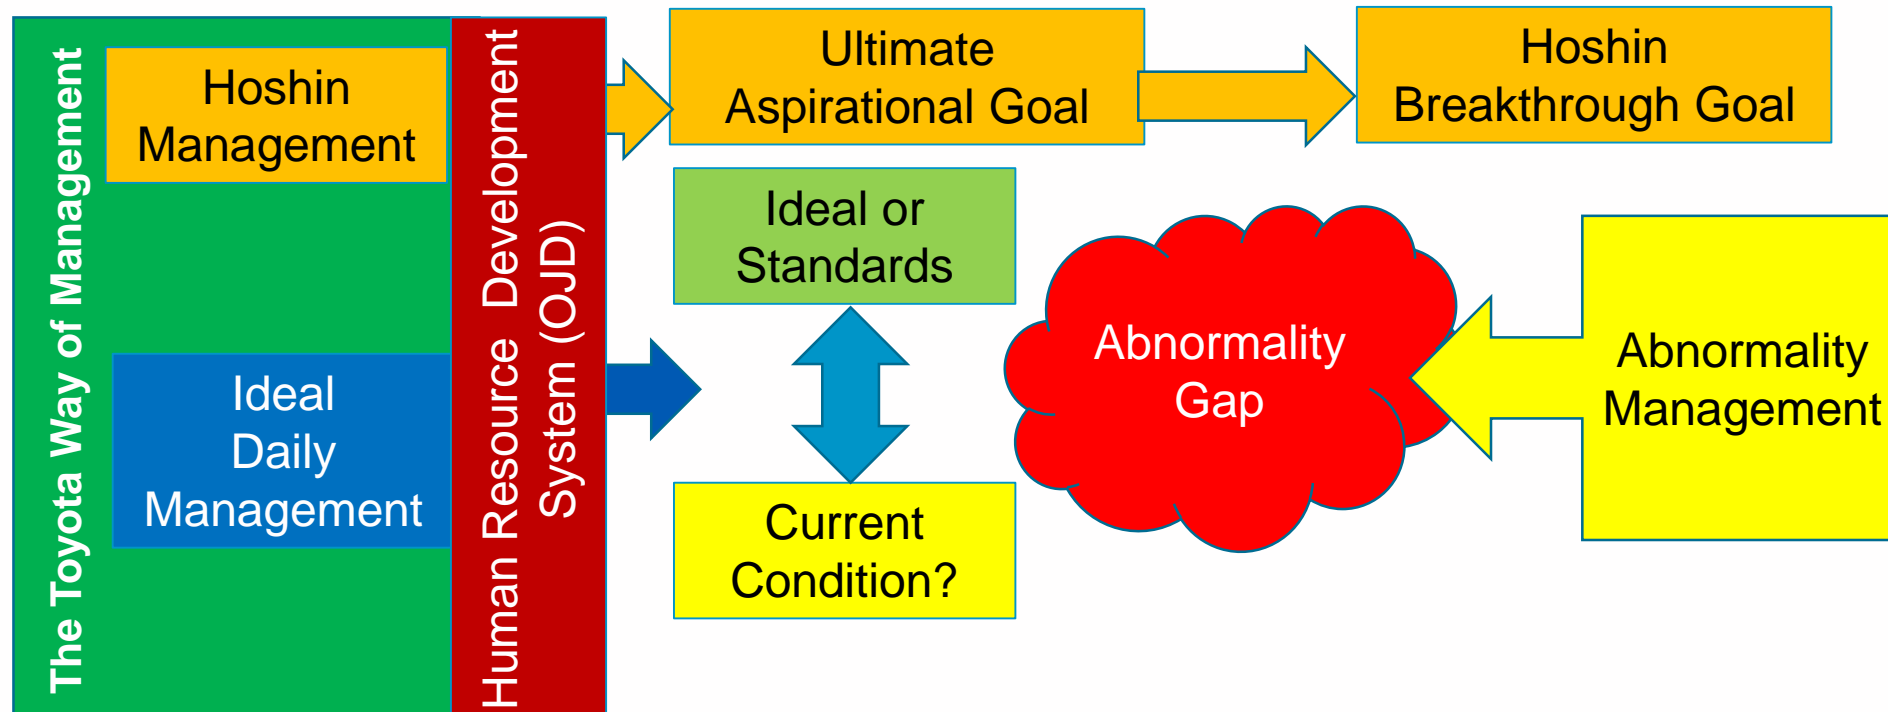 The Toyota Way of Management
Hoshin
Management
Ideal
Daily
Management
Human Resource Development
System (OJD)
Ultimate
Aspirational Goal
Hoshin
Breakthrough Goal
Ideal or
Standards
Current
Condition?
Abnormality
Gap
Abnormality
Management